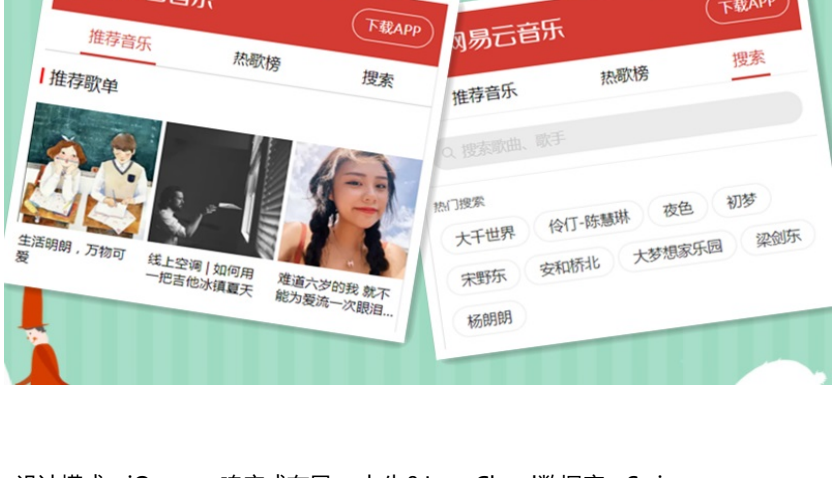 云音乐
下载APP
推荐音乐
热歌榜
搜索
推荐歌单
生活明朗，万物可
爱
线上空调 | 如何用
一把吉他冰镇夏天
难道六岁的我 就不
能为爱流一次眼泪...
网易云音乐
下载APP
推荐音乐
热歌榜
搜索
搜索歌曲、歌手
热门搜索
大千世界
伶仃-陈慧琳
夜色
初梦
宋野东
安和桥北
大梦想家乐园
梁剑东
杨朗朗